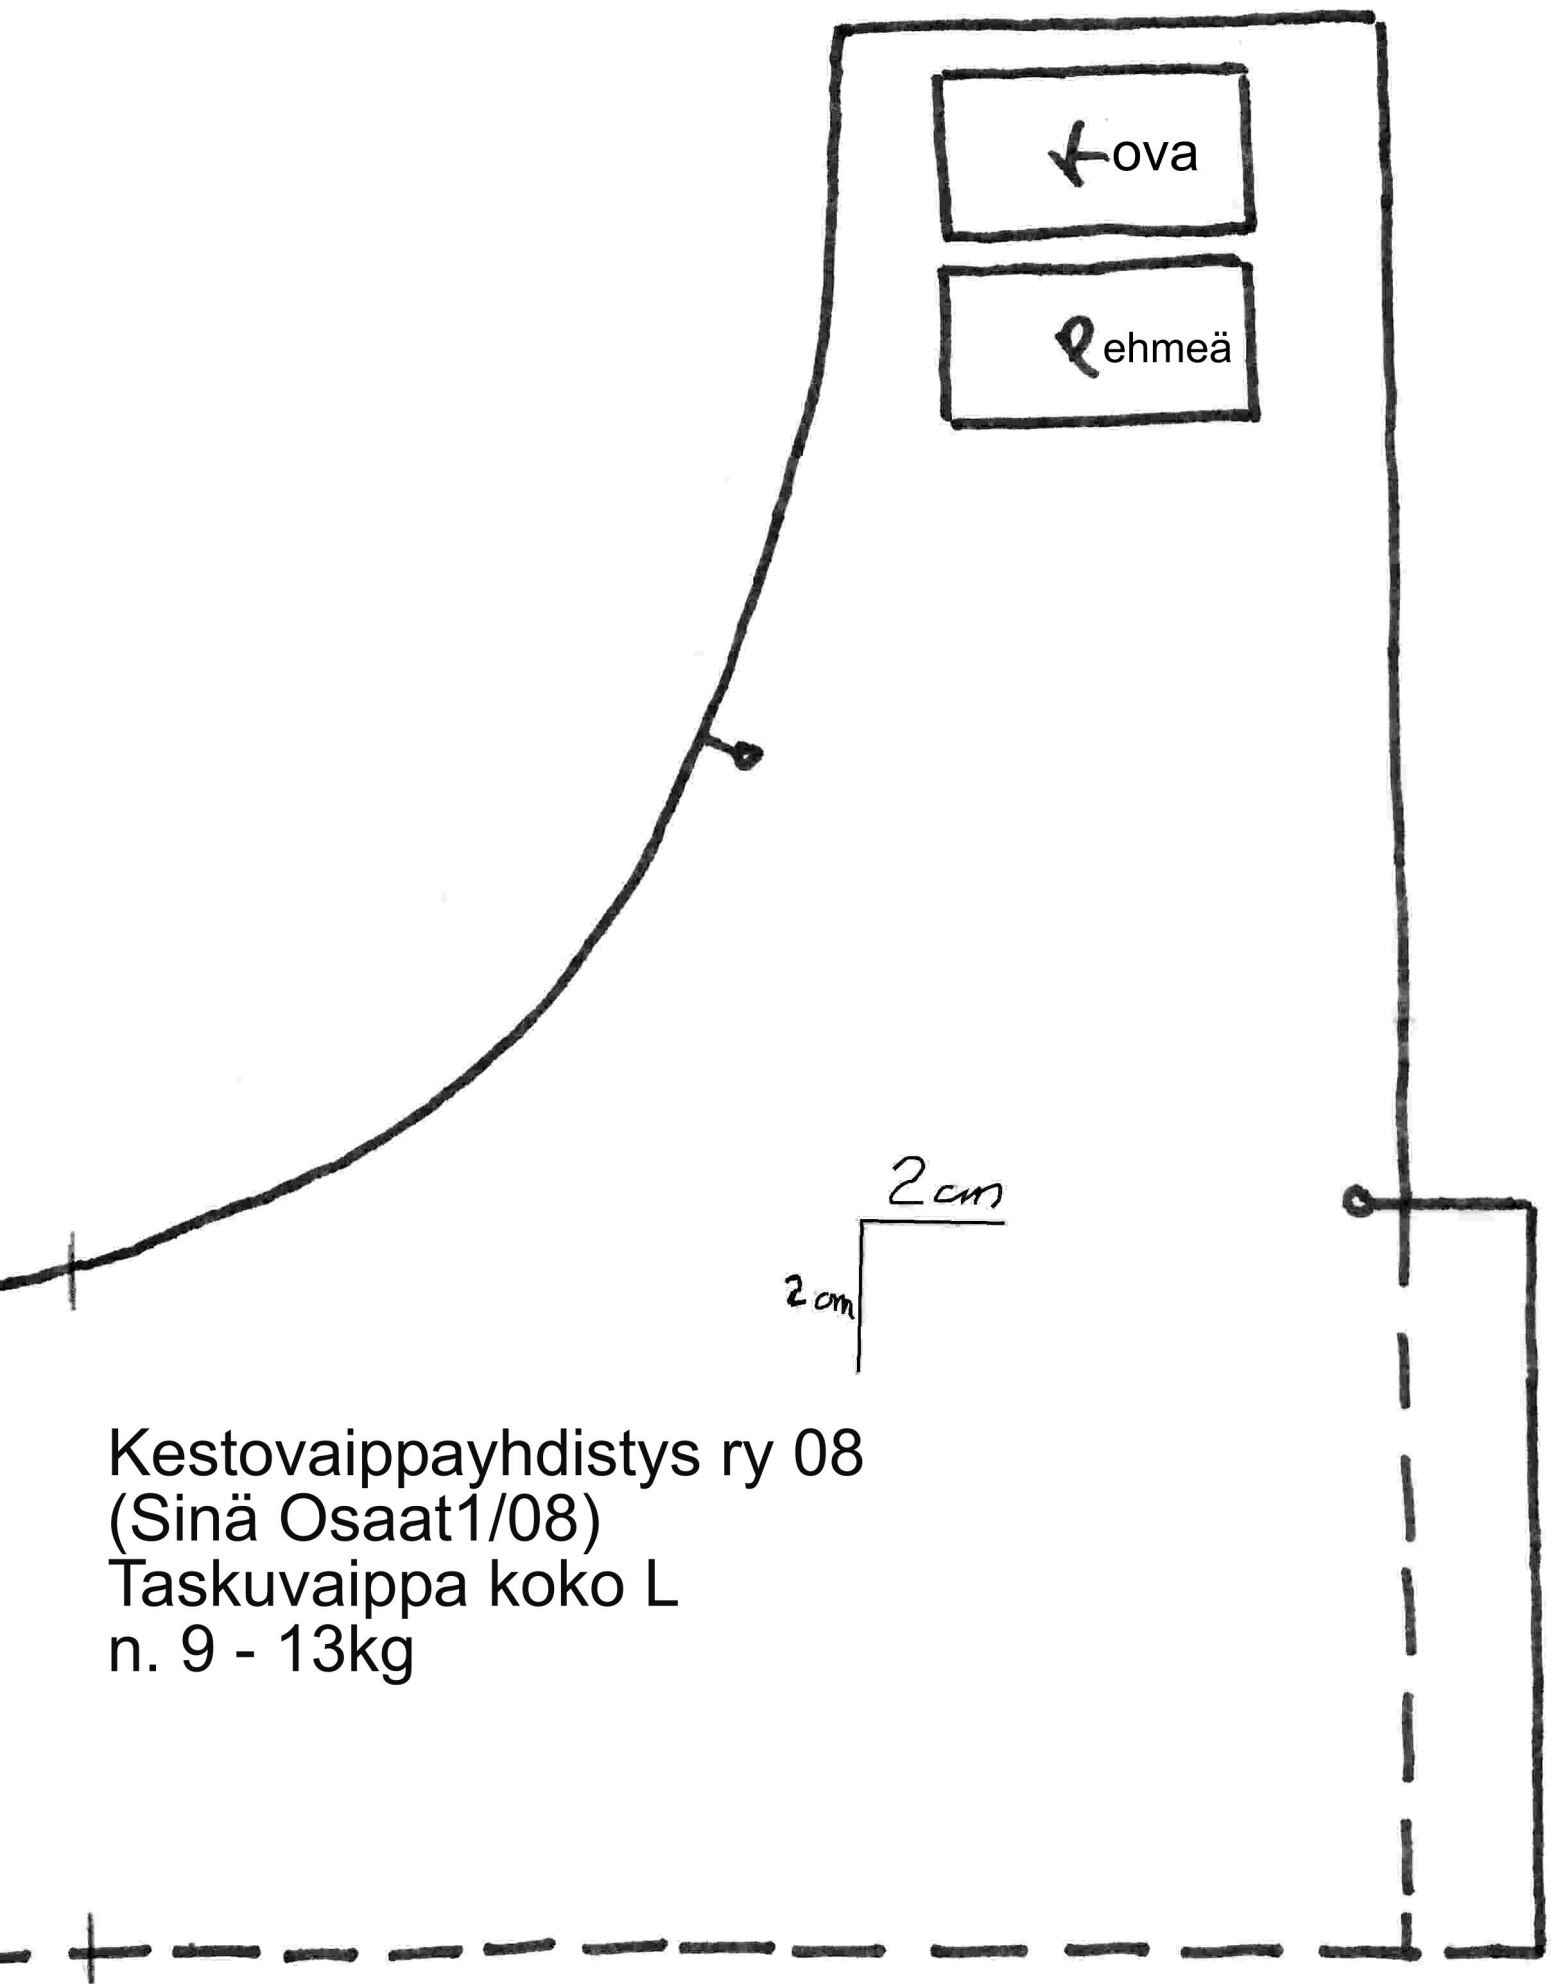 Kova
Pehmeä
2cm
2cm
Kestovaippayhdistys ry 08
(Sinä Osaat1/08)
Taskuvaippa koko L
n. 9 - 13kg